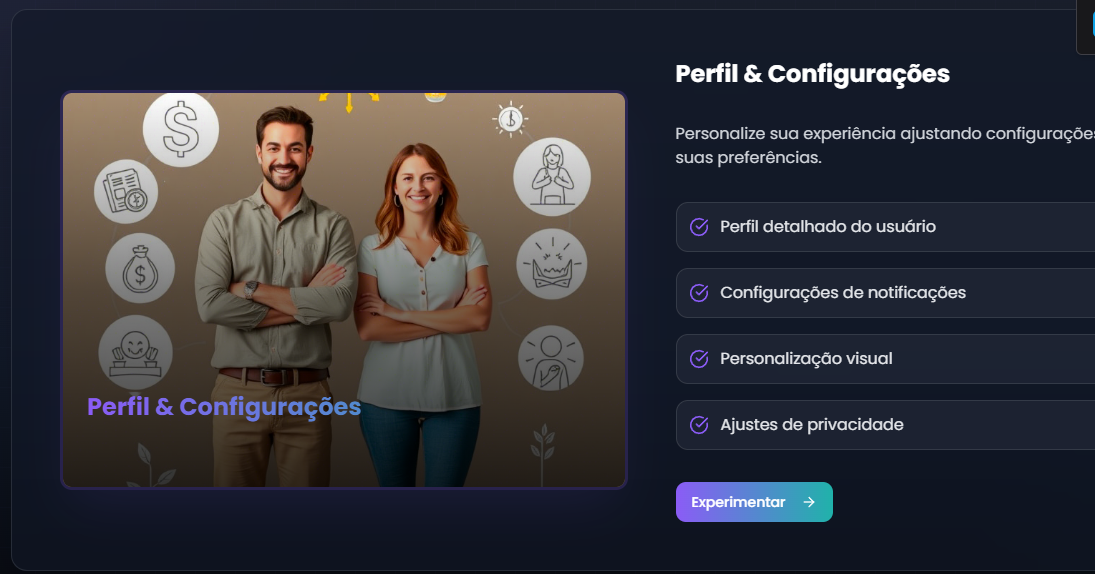 Perfil & Configurações
Personalize sua experiência ajustando configurações
suas preferências.
Perfil detalhado do usuário
Configurações de notificações
Personalização visual
Ajustes de privacidade
Experimentar
$
$
Perfil & Configurações